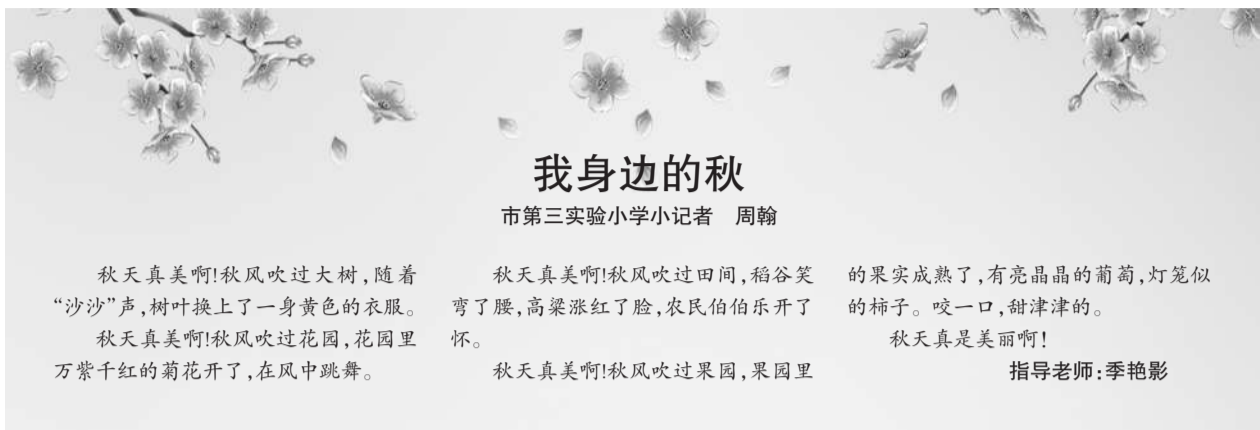 我身边的秋
市第三实验小学小记者 周翰
秋天真美啊!秋风吹过大树,随着
“沙沙”声,树叶换上了一身黄色的衣服。
秋天真美啊!秋风吹过花园,花园里
万紫千红的菊花开了,在风中跳舞。
秋天真美啊!秋风吹过田间,稻谷笑
弯了腰,高粱涨红了脸,农民伯伯乐开了
怀。
秋天真美啊!秋风吹过果园,果园里
的果实成熟了,有亮晶晶的葡萄,灯笼似
的柿子。咬一口,甜津津的。
秋天真是美丽啊!
指导老师:季艳影